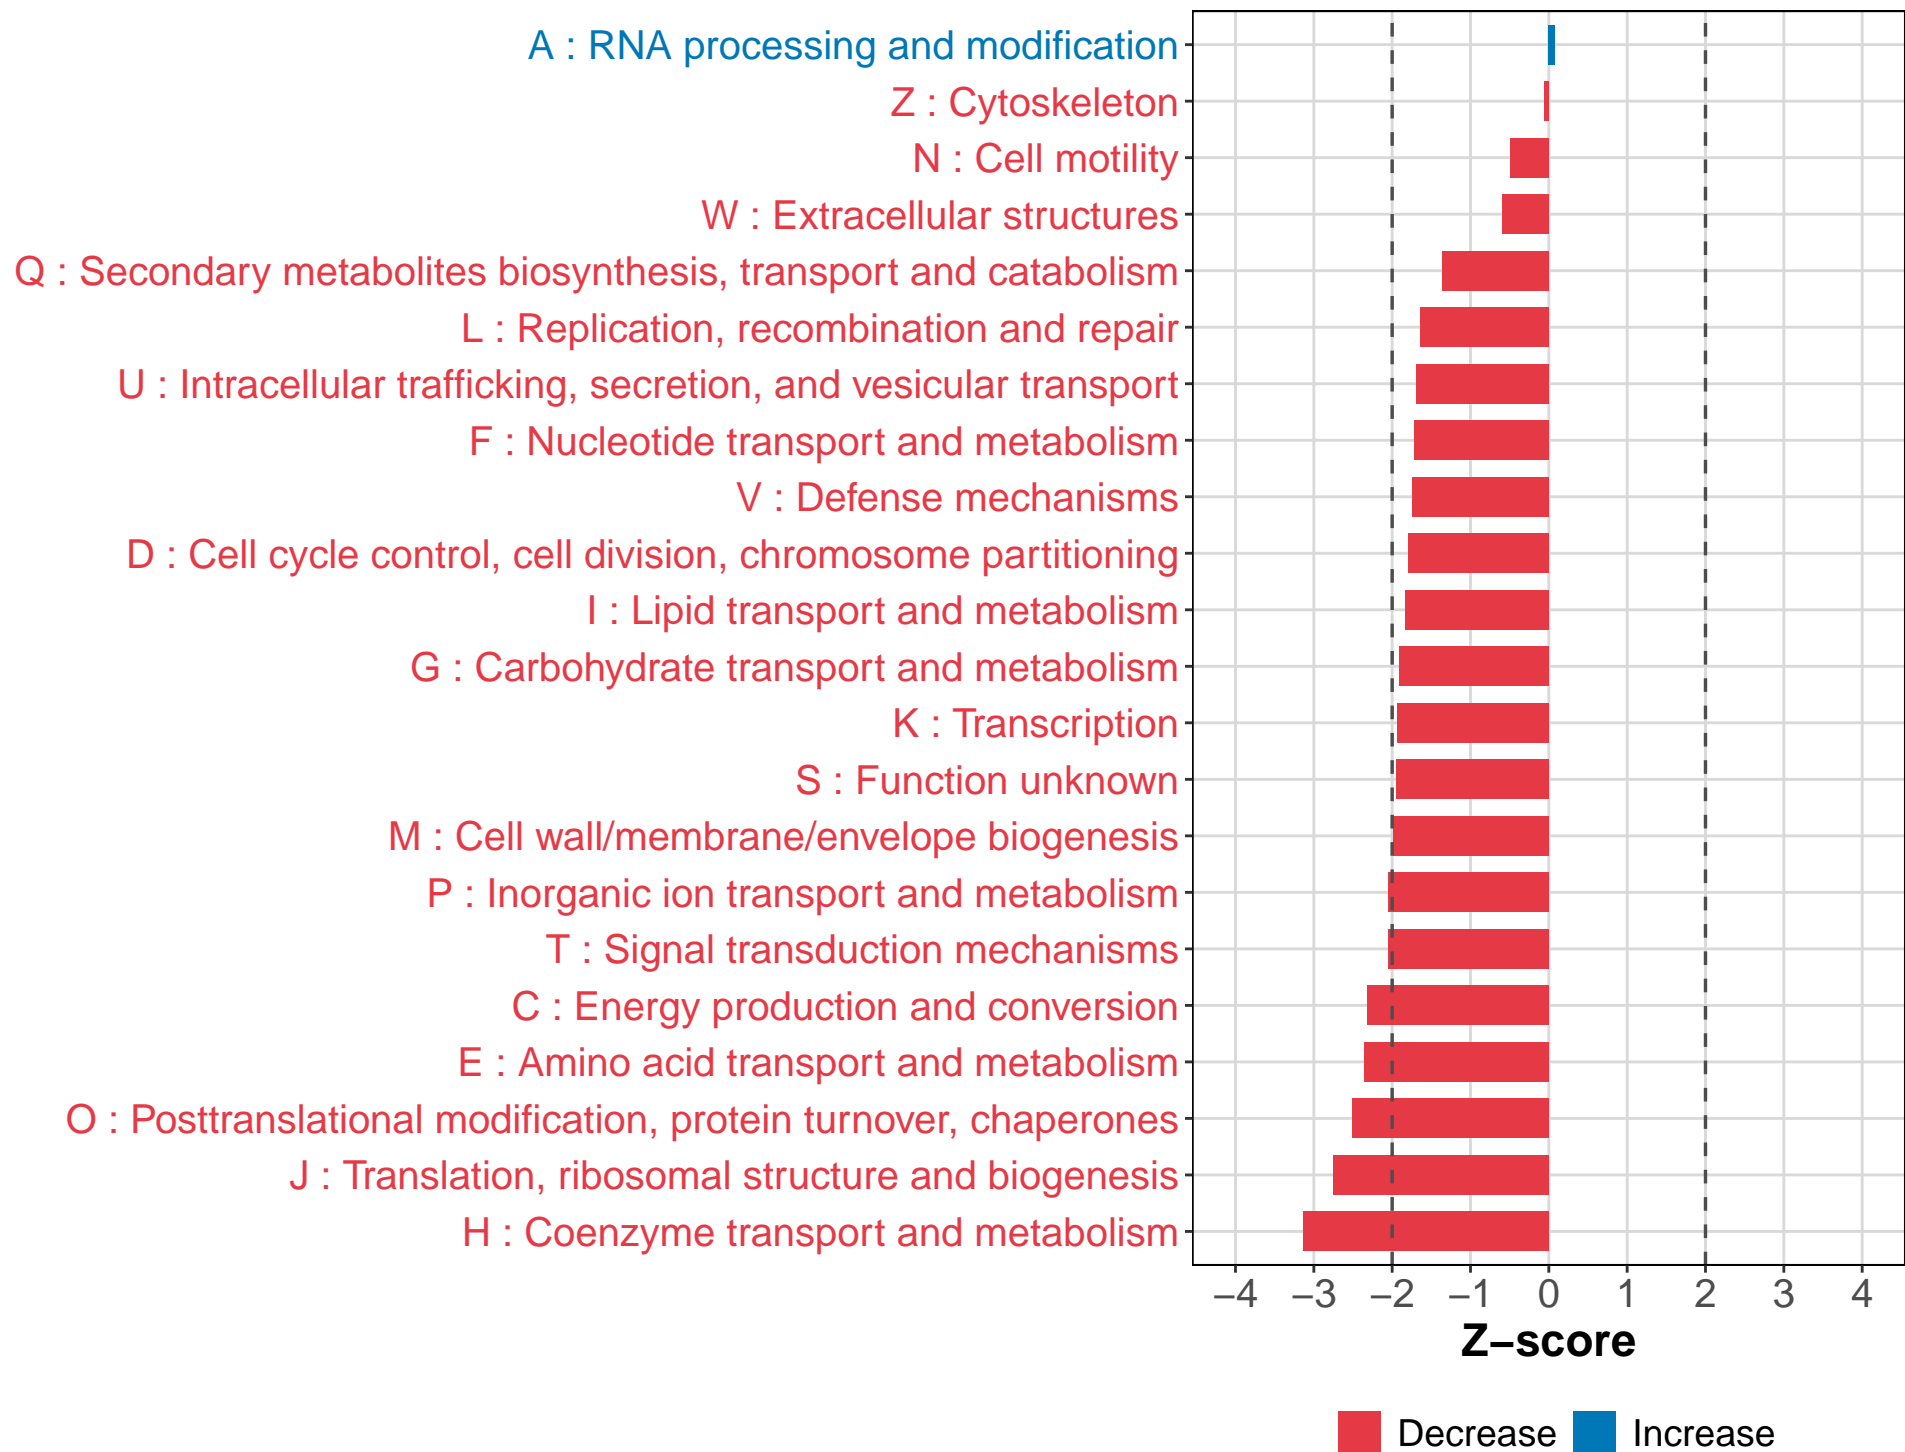 A : RNA processing and modification
Z : Cytoskeleton
N : Cell motility
W : Extracellular structures
Q : Secondary metabolites biosynthesis, transport and catabolism
L : Replication, recombination and repair
U : Intracellular trafficking, secretion, and vesicular transport
F : Nucleotide transport and metabolism
V : Defense mechanisms
D : Cell cycle control, cell division, chromosome partitioning
I : Lipid transport and metabolism
G : Carbohydrate transport and metabolism
K : Transcription
S : Function unknown
M : Cell wall/membrane/envelope biogenesis
P : Inorganic ion transport and metabolism
T : Signal transduction mechanisms
C : Energy production and conversion
E : Amino acid transport and metabolism
O : Posttranslational modification, protein turnover, chaperones
J : Translation, ribosomal structure and biogenesis
H : Coenzyme transport and metabolism
−4 −3 −2 −1 0 1 2 3 4
Z−score
Decrease Increase